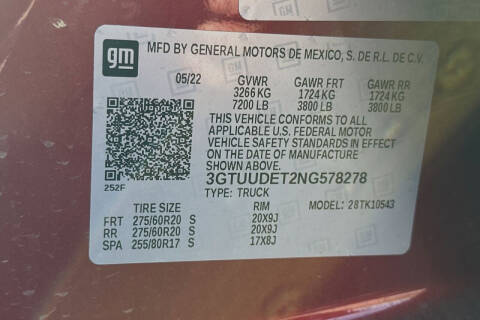 gm
MFD BY GENERAL MOTORS DE MEXICO, S. DE R.L. DE C.V.
05/22 GVWR GAWR FRT GAWR RR
3266 KG 1724 KG 1724 KG
7200 LB 3800 LB 3800 LB
THIS VEHICLE CONFORMS TO ALL
APPLICABLE U.S. FEDERAL MOTOR
VEHICLE SAFETY STANDARDS IN EFFECT
ON THE DATE OF MANUFACTURE
SHOWN ABOVE.
3GTUUDET2NG578278
252F
TYPE: TRUCK
MODEL: 28TK10543
TIRE SIZE RIM
FRT 275/60R20 S 20X9J
RR 275/60R20 S 20X9J
SPA 255/80R17 S 17X8J